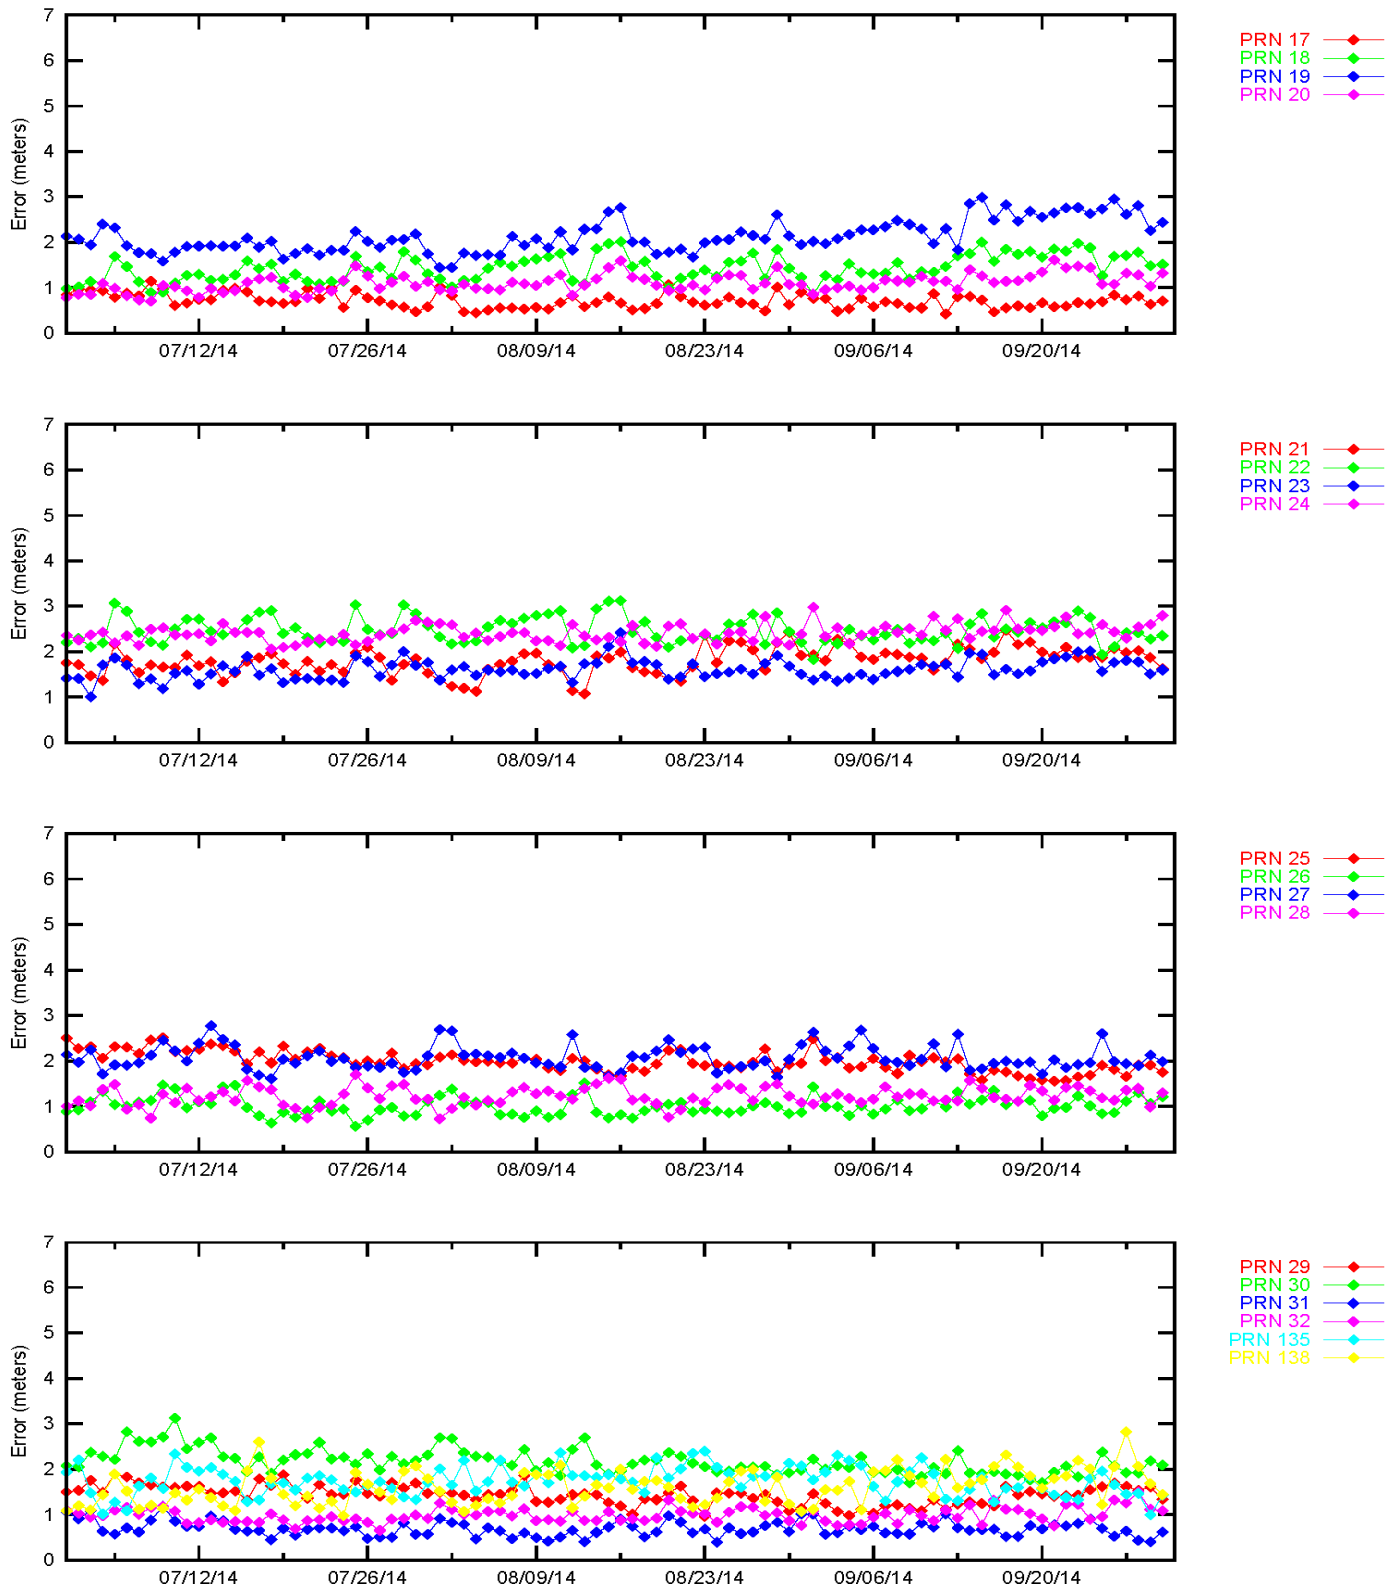 7
6
5
4
3
2
1
0
Error (meters)
07/12/14 07/26/14 08/09/14 08/23/14 09/06/14 09/20/14
PRN 17
PRN 18
PRN 19
PRN 20
7
6
5
4
3
2
1
0
Error (meters)
07/12/14 07/26/14 08/09/14 08/23/14 09/06/14 09/20/14
PRN 21
PRN 22
PRN 23
PRN 24
7
6
5
4
3
2
1
0
Error (meters)
07/12/14 07/26/14 08/09/14 08/23/14 09/06/14 09/20/14
PRN 25
PRN 26
PRN 27
PRN 28
7
6
5
4
3
2
1
0
Error (meters)
07/12/14 07/26/14 08/09/14 08/23/14 09/06/14 09/20/14
PRN 29
PRN 30
PRN 31
PRN 32
PRN 135
PRN 138